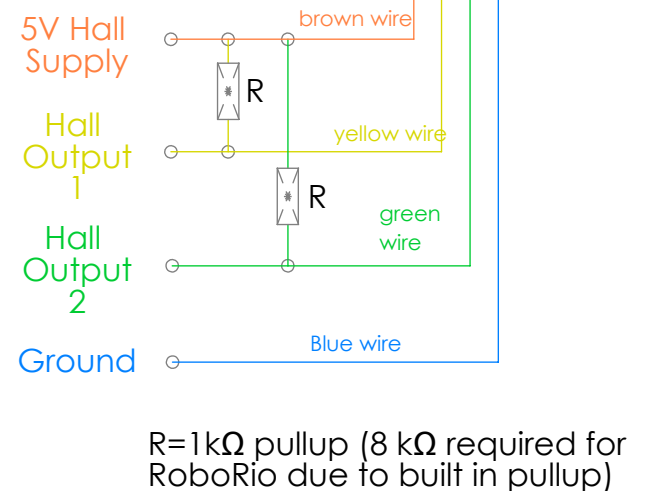 5V Hall
Supply
brown wire
R
Hall
Output
1
yellow wire
R
green
wire
Hall
Output
2
Blue wire
Ground
R=1kΩ pullup (8 kΩ required for
RoboRio due to built in pullup)